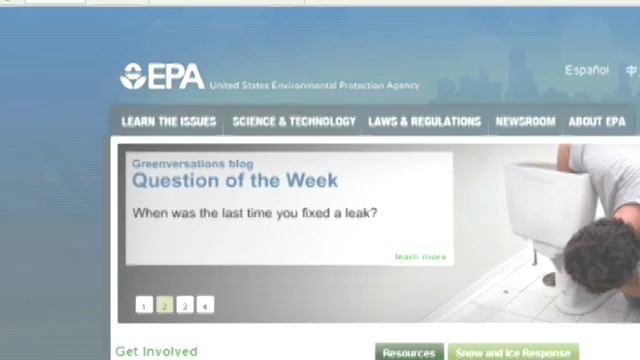 EPA United States Environmental Protection Agency
Español 中
LEARN THE ISSUES SCIENCE & TECHNOLOGY LAWS & REGULATIONS NEWSROOM ABOUT EPA
Greenversations blog
Question of the Week
When was the last time you fixed a leak?
learn more
1 2 3 4
Get Involved
Resources
Snow and Ice Response